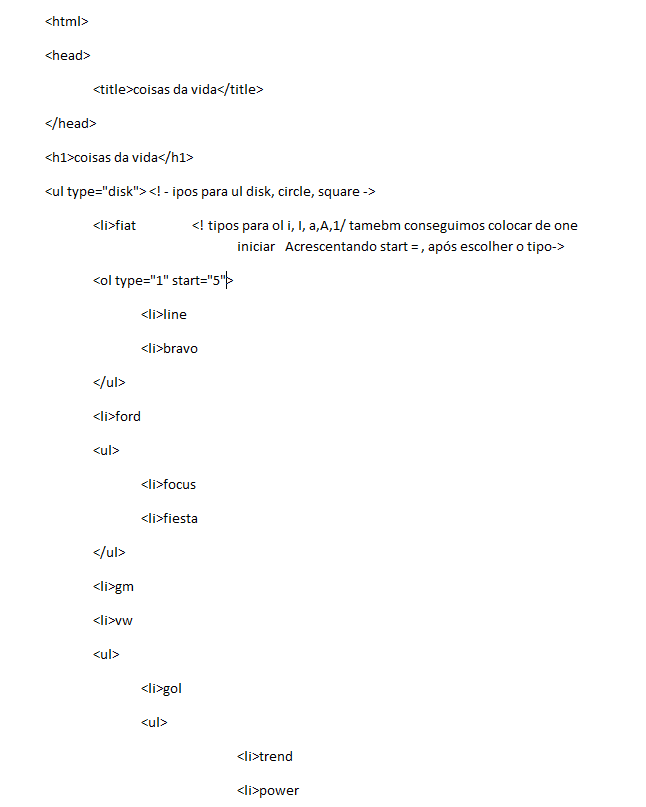 <html>
<head>
<title>coisas da vida</title>
</head>
<h1>coisas da vida</h1>
<ul type="disk"> <! - ipos para ul disk, circle, square ->
<li>fiat <! tipos para ol i, I, a,A,1/ tamebm conseguimos colocar de one
iniciar Acrescentando start = , após escolher o tipo->
<ol type="1" start="5">
<li>line
<li>bravo
</ul>
<li>ford
<ul>
<li>focus
<li>fiesta
</ul>
<li>gm
<li>vw
<ul>
<li>gol
<ul>
<li>trend
<li>power